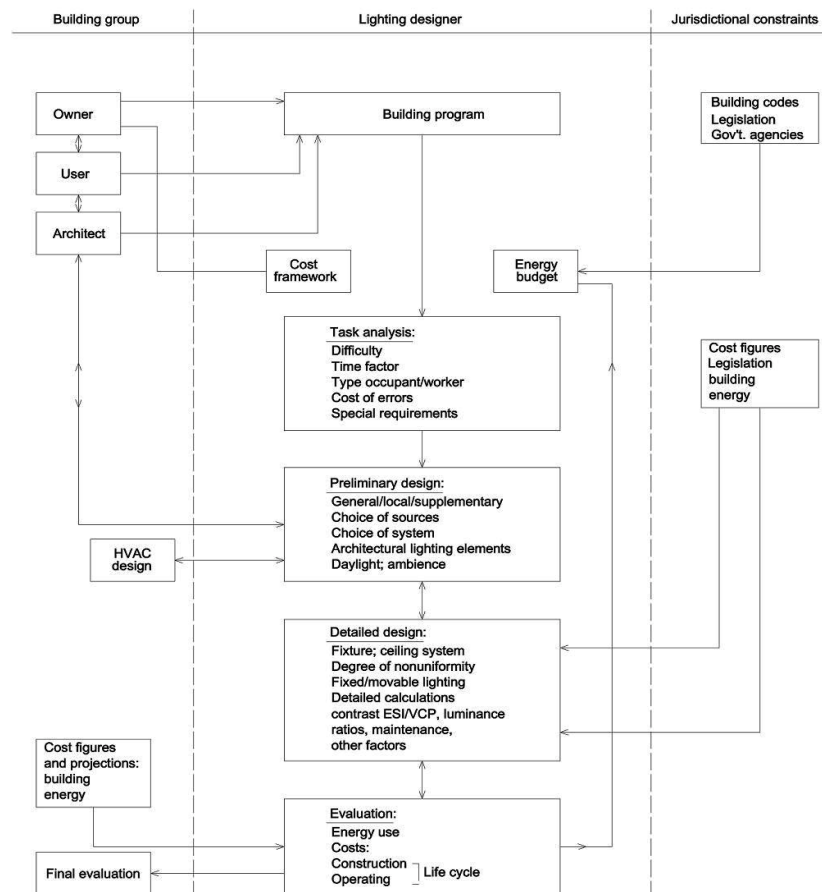 Building group
Lighting designer
Jurisdictional constraints
Owner
Building program
Building codes
Legislation
Gov't. agencies
User
Architect
Cost
framework
Energy
budget
Task analysis:
Difficulty
Time factor
Type occupant/worker
Cost of errors
Special requirements
Cost figures
Legislation
building
energy
Preliminary design:
General/local/supplementary
Choice of sources
Choice of system
Architectural lighting elements
Daylight; ambience
HVAC
design
Detailed design:
Fixture; ceiling system
Degree of nonuniformity
Fixed/movable lighting
Detailed calculations
contrast ESI/VCP, luminance
ratios, maintenance,
other factors
Cost figures
and projections:
building
energy
Evaluation:
Energy use
Costs:
Construction
Operating
Life cycle
Final evaluation